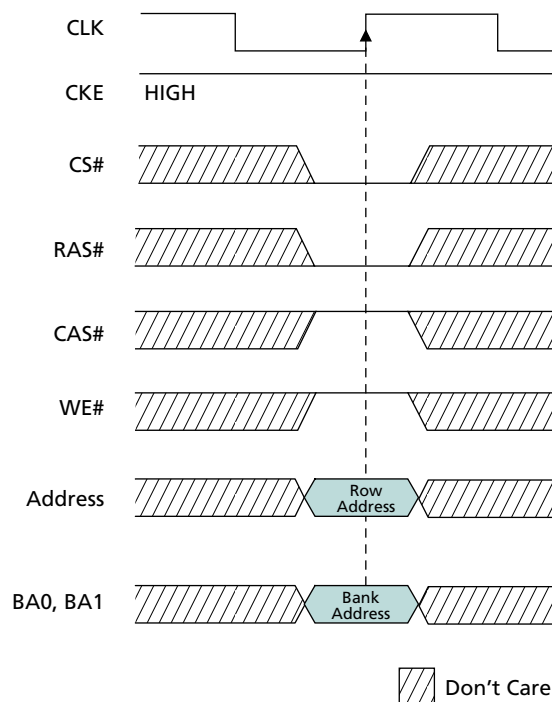 CLK
CKE HIGH
CS#
RAS#
CAS#
WE#
Address Row
Address
BA0, BA1 Bank
Address
Don't Care